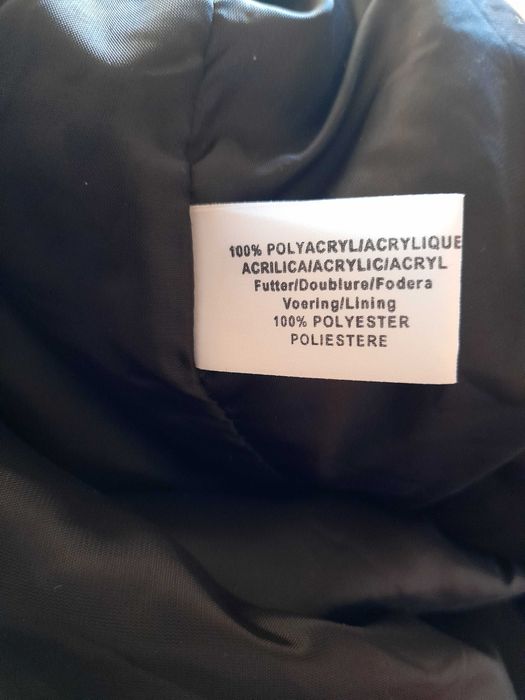 100% POLYACRYL/ACRYLIQUE
ACRILICA/ACRYLIC/ACRYL
Futter/Doublure/Fodera
Voering/Lining
100% POLYESTER
POLIESTERE